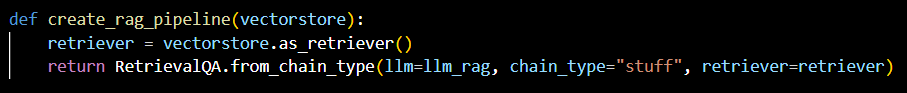 def create_rag_pipeline(vectorstore):
    retriever = vectorstore.as_retriever()
    return RetrievalQA.from_chain_type(llm=llm_rag, chain_type="stuff", retriever=retriever)